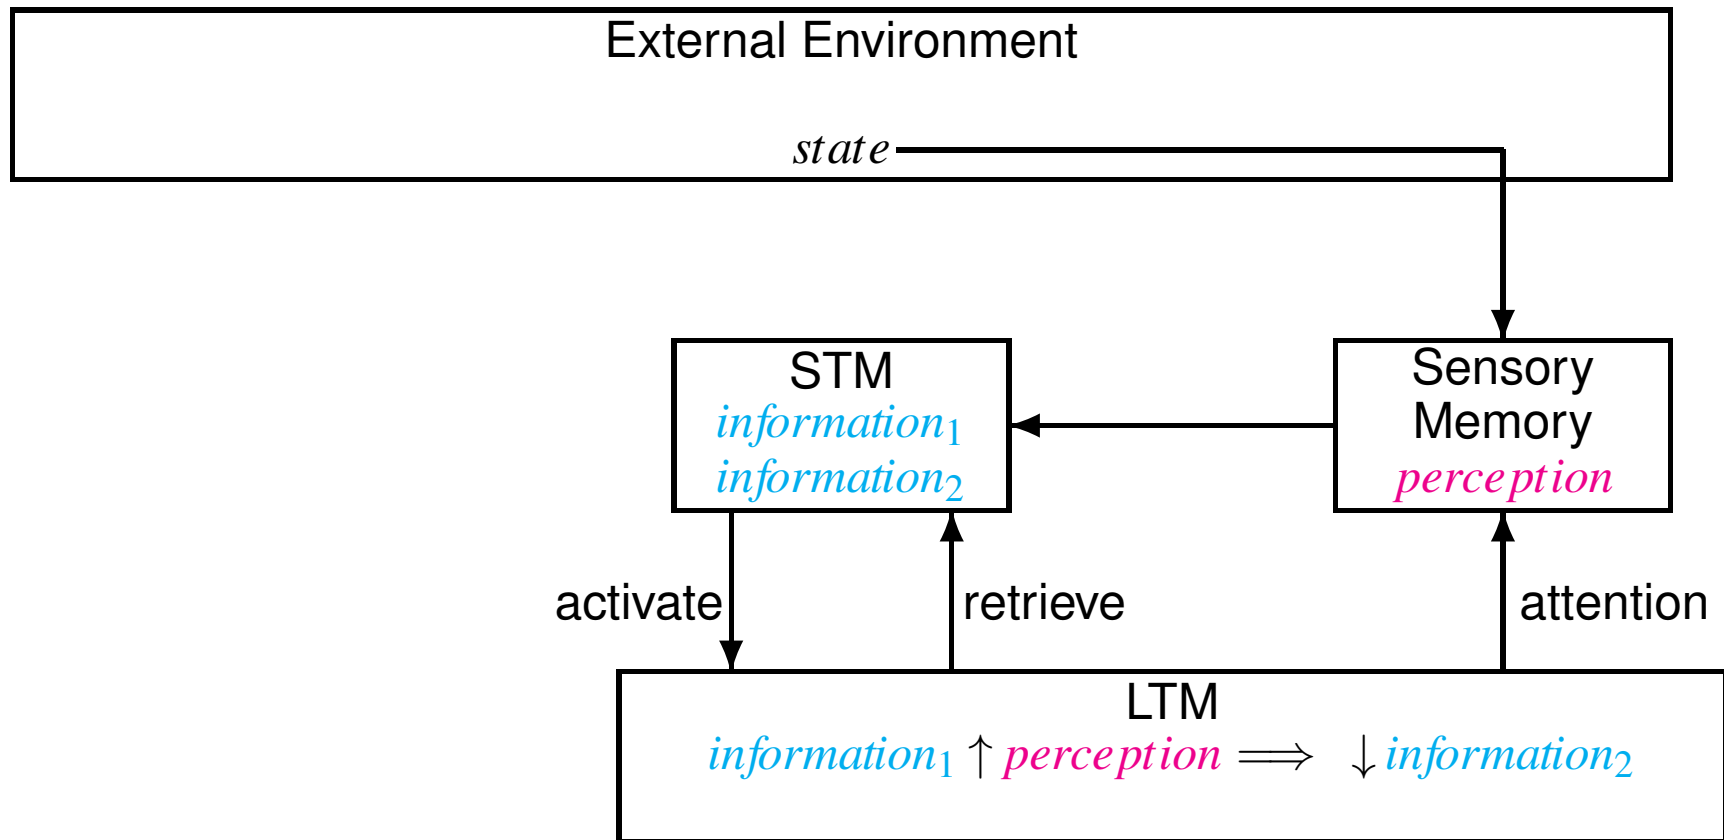 External Environment
state
STM
information₁
information₂
Sensory
Memory
perception
activate
retrieve
attention
LTM
information₁ ↑ perception ⟹ ↓ information₂